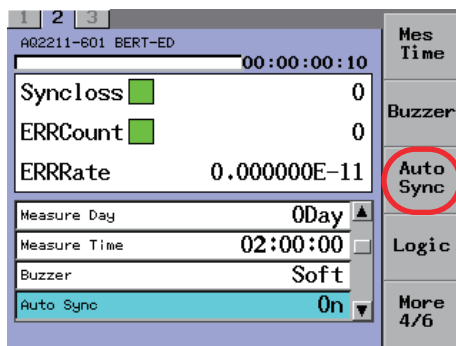 1 2 3
AQ2211-601 BERT-ED
00:00:00:10
Syncloss 0
ERRCount 0
ERRRate 0.000000E-11
Measure Day 0Day
Measure Time 02:00:00
Buzzer Soft
Auto Sync On
Mes
Time
Buzzer
Auto
Sync
Logic
More
4/6